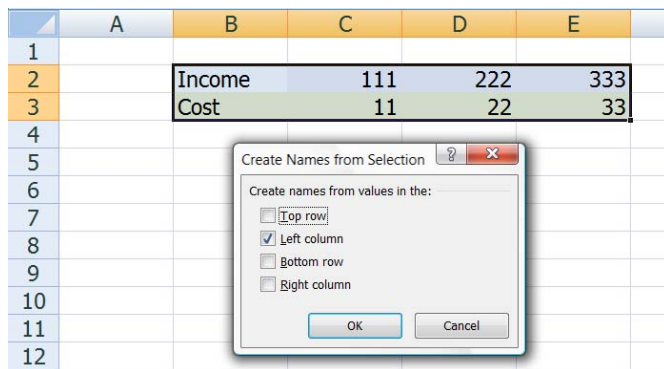 A B C D E
1
2 Income 111 222 333
3 Cost 11 22 33
4
5
6
7
8
9
10
11
12
Create Names from Selection ?
Create names from values in the:
Top row
Left column
Bottom row
Right column
OK Cancel